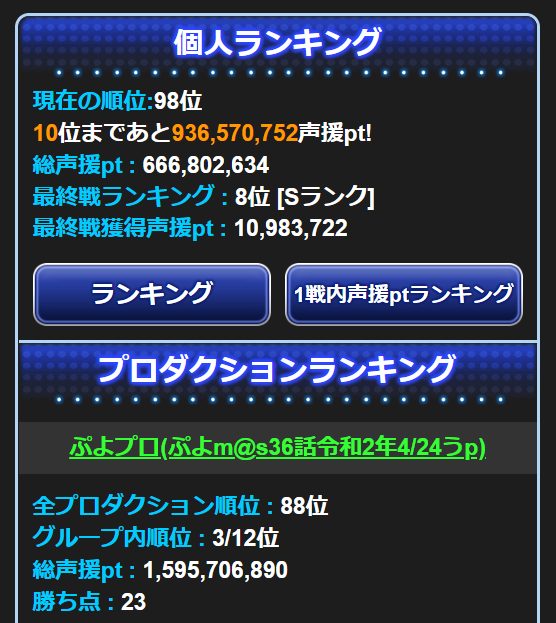 個人ランキング
現在の順位:98位
10位まであと936,570,752声援pt!
総声援pt : 666,802,634
最終戦ランキング : 8位 [Sランク]
最終戦獲得声援pt : 10,983,722
ランキング
1戦内声援ptランキング
プロダクションランキング
ぷよプロ(ぷよm@s36話令和2年4/24うp)
全プロダクション順位 : 88位
グループ内順位 : 3/12位
総声援pt : 1,595,706,890
勝ち点 : 23